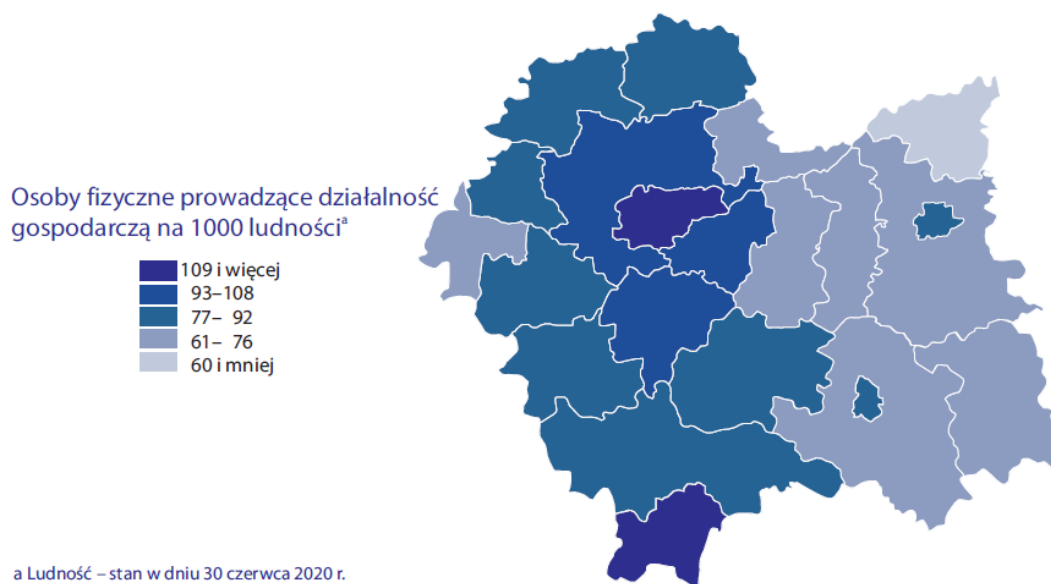 Osoby fizyczne prowadzące działalność
gospodarczą na 1000 ludnościᵃ
109 i więcej
93–108
77– 92
61– 76
60 i mniej
a Ludność – stan w dniu 30 czerwca 2020 r.